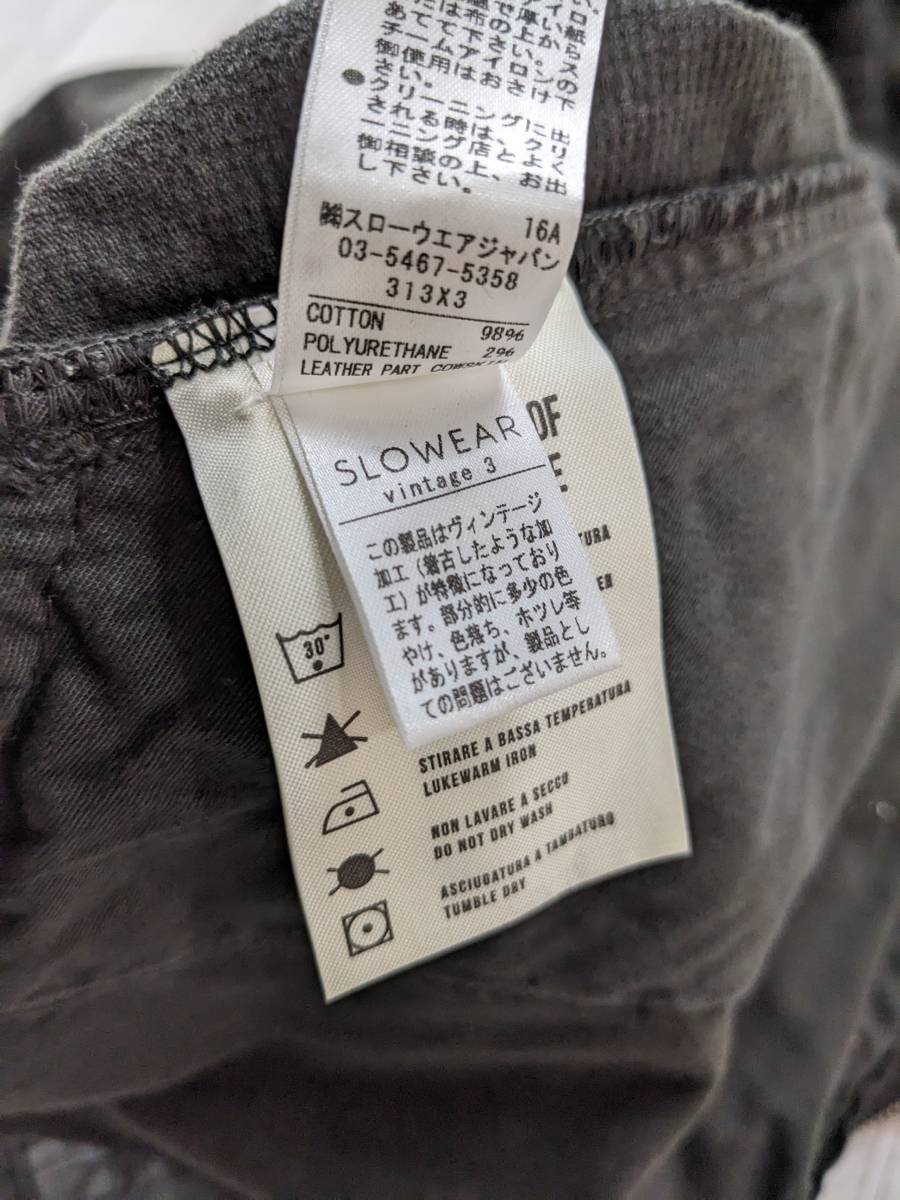 あてて下さい。ス
チームアイロンの
御使用はおさけ下
さい。
●クリーニングに出
される時は、クリ
ーニング店とよく
御相談の上、お出
し下さい。
16A
㈱スローウエアジャパン
03-5467-5358
313X3
COTTON 98%
POLYURETHANE 2%
LEATHER PART COWSKIN
OF
SLOWEAR
vintage 3
この製品はヴィンテージ
加工（着古したような加
工）が特徴になっており
ます。部分的に多少の色
やけ、色落ち、ホツレ等
がありますが、製品とし
ての問題はございません。
30°
STIRARE A BASSA TEMPERATURA
LUKEWARM IRON
NON LAVARE A SECCO
DO NOT DRY WASH
ASCIUGATURA A TAMBATURO
TUMBLE DRY